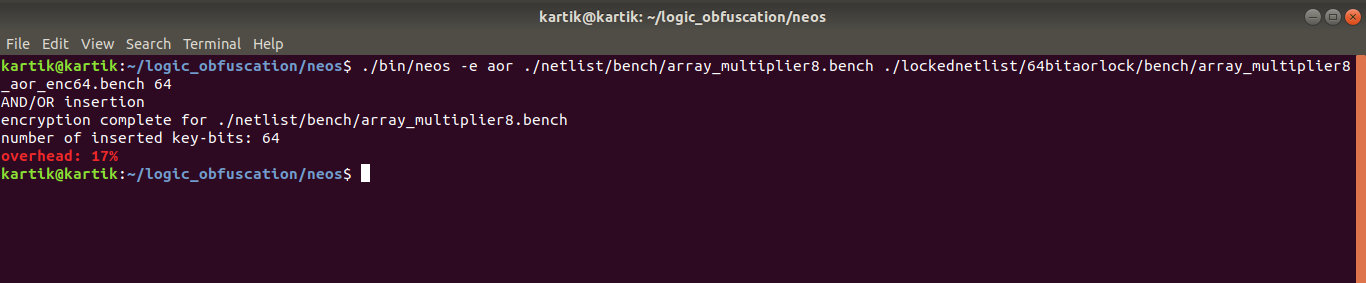 kartik@kartik: ~/logic_obfuscation/neos
File Edit View Search Terminal Help
kartik@kartik:~/logic_obfuscation/neos$ ./bin/neos -e aor ./netlist/bench/array_multiplier8.bench ./lockednetlist/64bitaorlock/bench/array_multiplier8
_aor_enc64.bench 64
AND/OR insertion
encryption complete for ./netlist/bench/array_multiplier8.bench
number of inserted key-bits: 64
overhead: 17%
kartik@kartik:~/logic_obfuscation/neos$